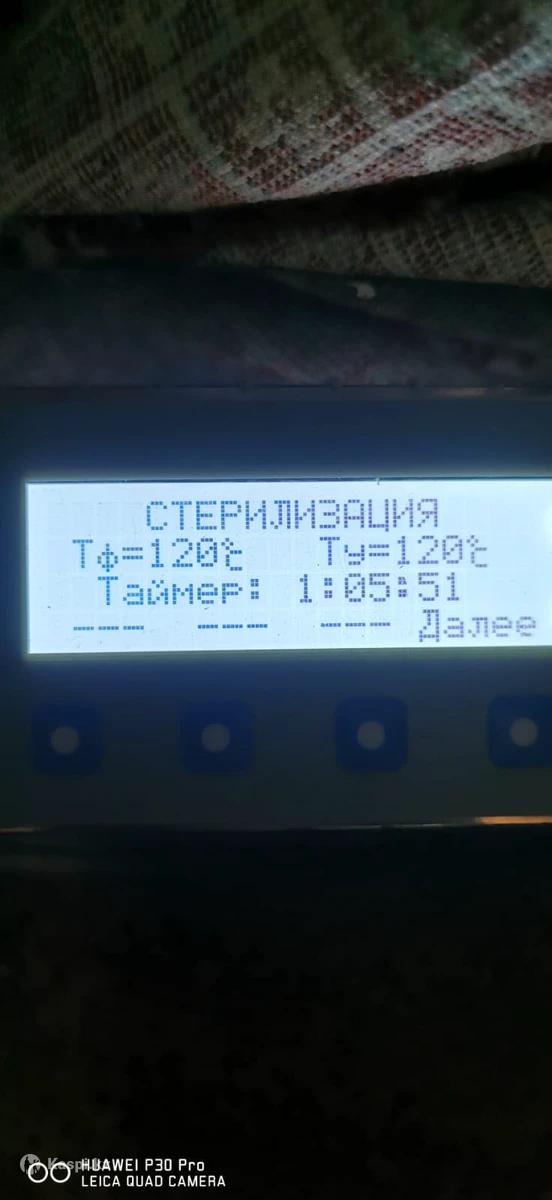 СТЕРИЛИЗАЦИЯ
Тф=120℃ Ту=120℃
Таймер: 1:05:51
--- --- --- Далее
HUAWEI P30 Pro
LEICA QUAD CAMERA